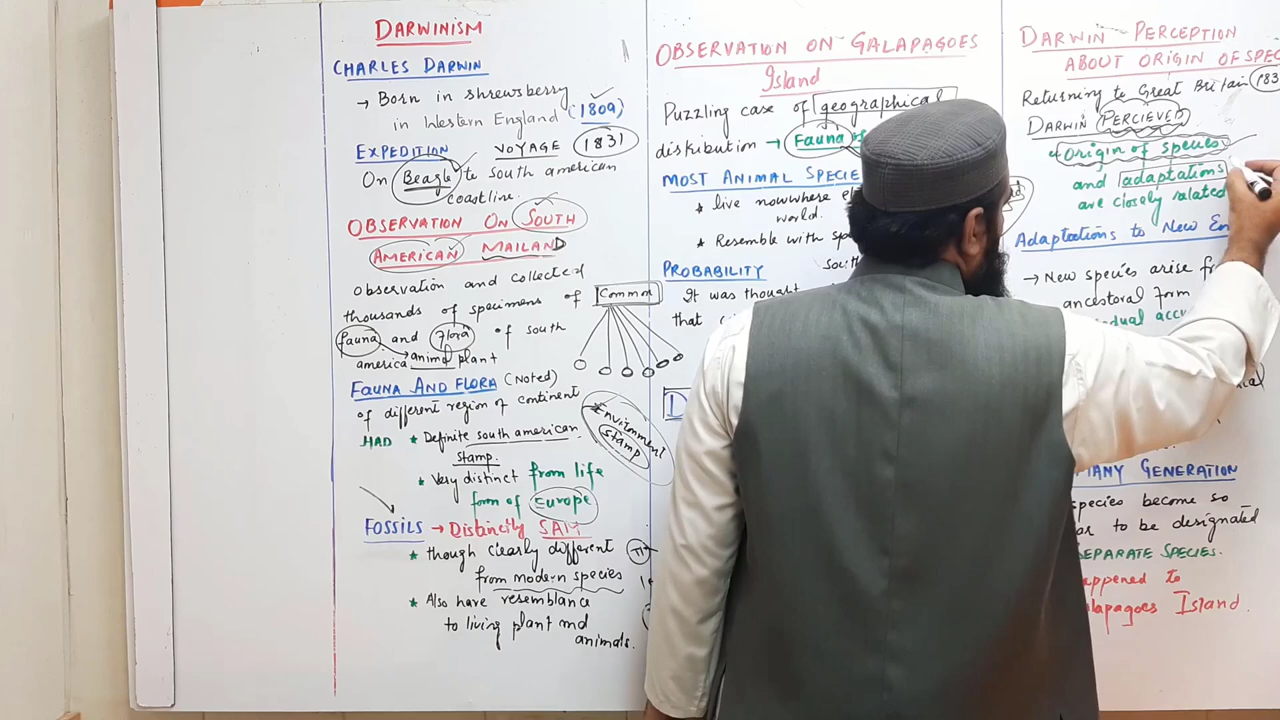 DARWINISM
CHARLES DARWIN
→ Born in shrewsberry
in Western England (1809)
EXPEDITION VOYAGE 1831
On Beagle to south american
coastline.
OBSERVATION ON SOUTH
AMERICAN MAILAND
observation and collected
thousands of specimens of
fauna and flora of south
america → animal plant
FAUNA AND FLORA (Noted)
of different region of continent
HAD * Definite south american
stamp.
* Very distinct from life
form of Europe
FOSSILS → Distincity SAM
* though clearly different
from modern species
* Also have resemblance
to living plant and
animals.
Common
Environment
stamp
OBSERVATION ON GALAPAGOES
Island
Puzzling case of geographical
distribution → Fauna of
MOST ANIMAL SPECIE
* live nowwhere
world.
* Resemble with
PROBABILITY
It was thought
that
DARWIN PERCEPTION
ABOUT ORIGIN OF SPEC
Returning to Great Britain (183
DARWIN PERCIEVED
Origin of species
and adaptations
are closely related
Adaptations to New En
→ New species arise
ancestoral form
MANY GENERATION
species become so
to be designated
SEPARATE SPECIES.
appened to
alapagoes Island.